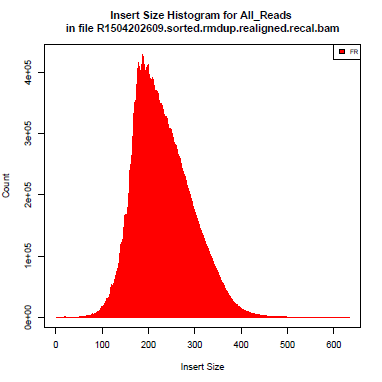 Insert Size Histogram for All_Reads
in file R1504202609.sorted.rmdup.realigned.recal.bam
FR
Count
4e+05
3e+05
2e+05
1e+05
0e+00
0 100 200 300 400 500 600
Insert Size